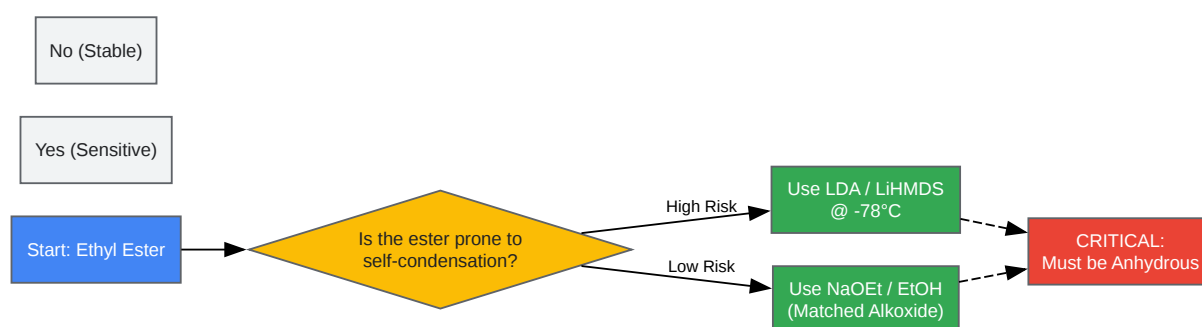 No (Stable)
Yes (Sensitive)
Start: Ethyl Ester
Is the ester prone to
self-condensation?
High Risk
Low Risk
Use LDA / LiHMDS
@ -78°C
Use NaOEt / EtOH
(Matched Alkoxide)
CRITICAL:
Must be Anhydrous